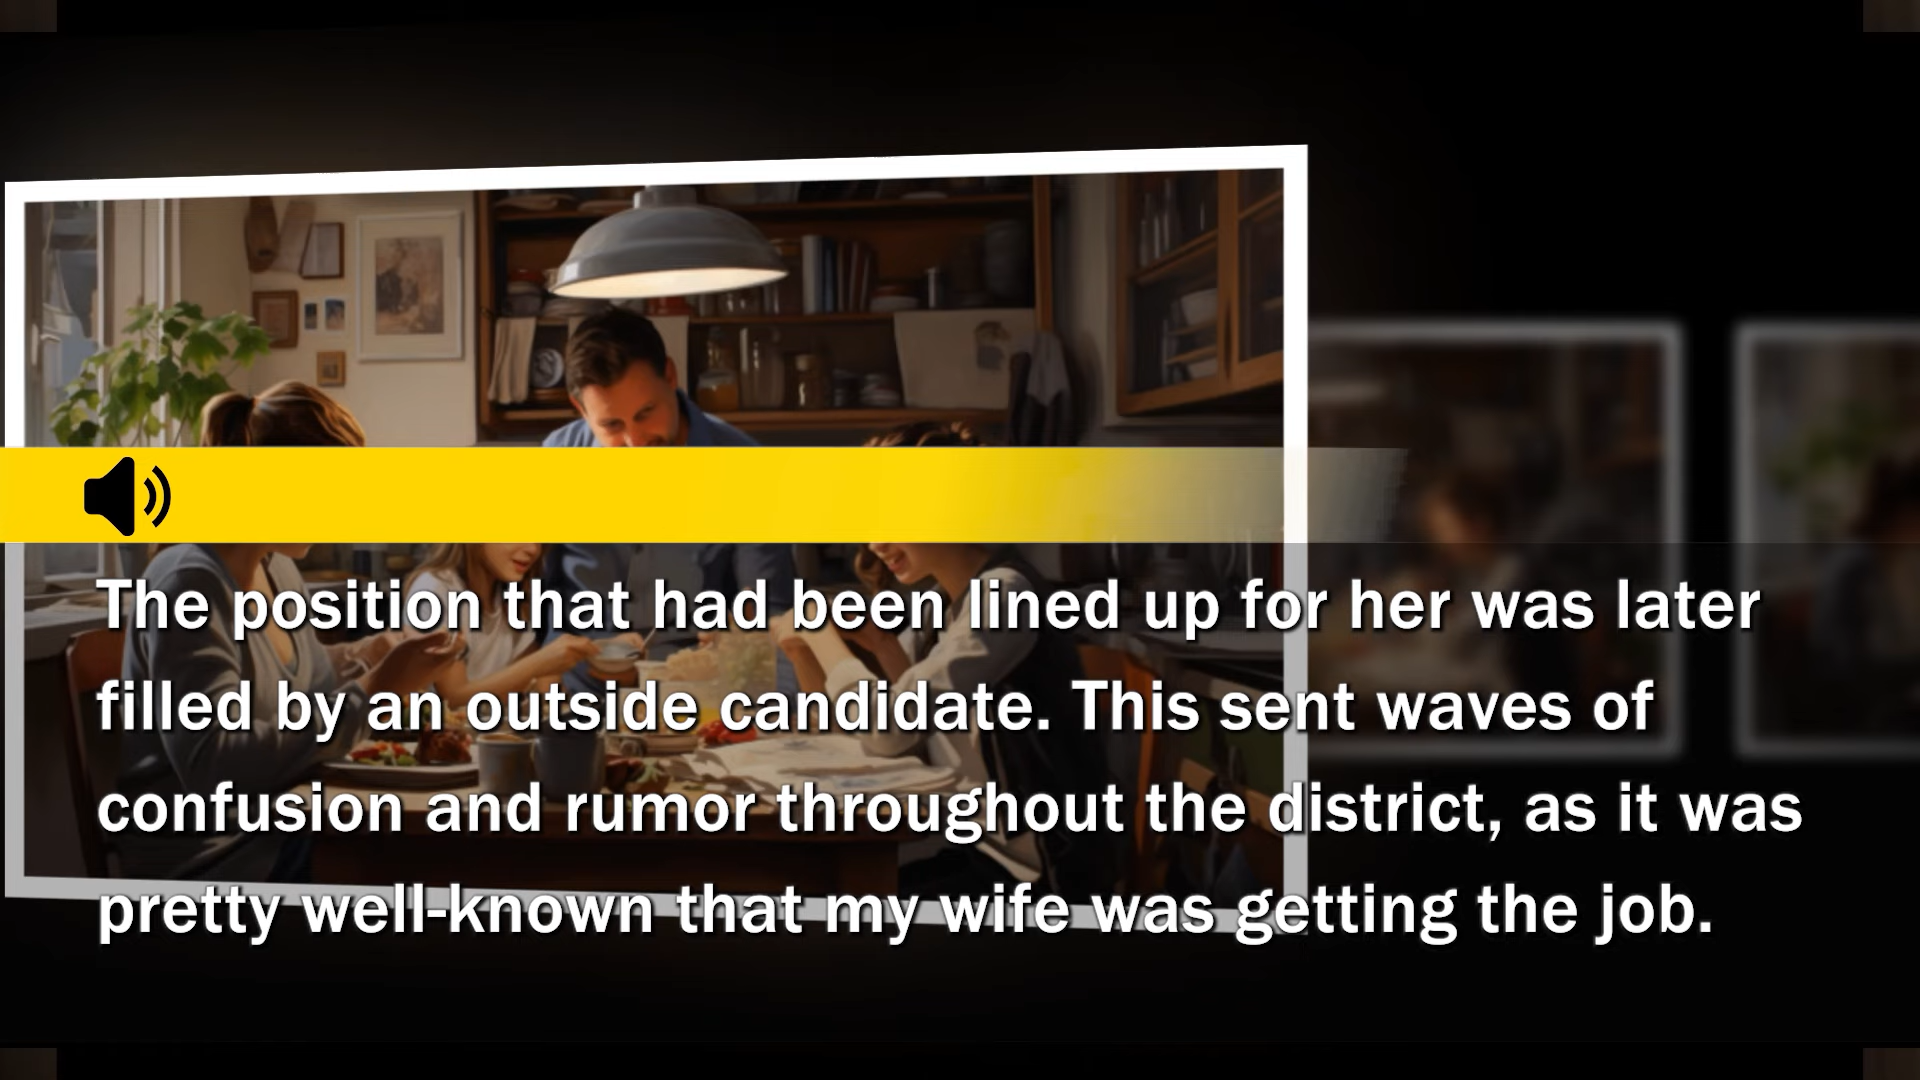 The position that had been lined up for her was later
filled by an outside candidate. This sent waves of
confusion and rumor throughout the district, as it was
pretty well-known that my wife was getting the job.